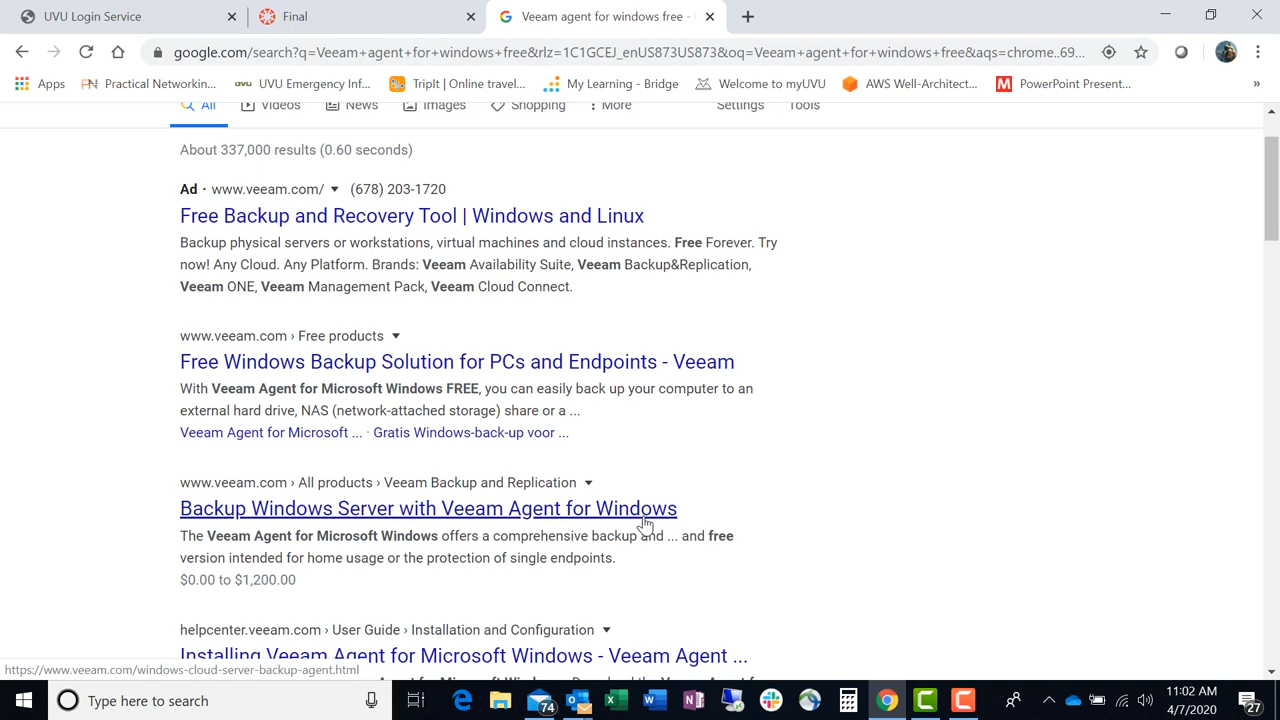 UVU Login Service
Final
Veeam agent for windows free -
google.com/search?q=Veeam+agent+for+windows+free&rlz=1C1GCEJ_enUS873US873&oq=Veeam+agent+for+windows+free&aqs=chrome..69...
Apps
Practical Networkin...
UVU
UVU Emergency Inf...
TripIt | Online travel...
My Learning - Bridge
Welcome to myUVU
AWS Well-Architect...
M
PowerPoint Present...
»
All
Videos
News
Images
Shopping
More
Settings
Tools
About 337,000 results (0.60 seconds)
Ad · www.veeam.com/ (678) 203-1720
Free Backup and Recovery Tool | Windows and Linux
Backup physical servers or workstations, virtual machines and cloud instances. Free Forever. Try
now! Any Cloud. Any Platform. Brands: Veeam Availability Suite, Veeam Backup&Replication,
Veeam ONE, Veeam Management Pack, Veeam Cloud Connect.
www.veeam.com › Free products
Free Windows Backup Solution for PCs and Endpoints - Veeam
With Veeam Agent for Microsoft Windows FREE, you can easily back up your computer to an
external hard drive, NAS (network-attached storage) share or a ...
Veeam Agent for Microsoft ... · Gratis Windows-back-up voor ...
www.veeam.com › All products › Veeam Backup and Replication
Backup Windows Server with Veeam Agent for Windows
The Veeam Agent for Microsoft Windows offers a comprehensive backup and ... and free
version intended for home usage or the protection of single endpoints.
$0.00 to $1,200.00
helpcenter.veeam.com › User Guide › Installation and Configuration
Installing Veeam Agent for Microsoft Windows - Veeam Agent ...
https://www.veeam.com/windows-cloud-server-backup-agent.html
Type here to search
74
11:02 AM
4/7/2020
27